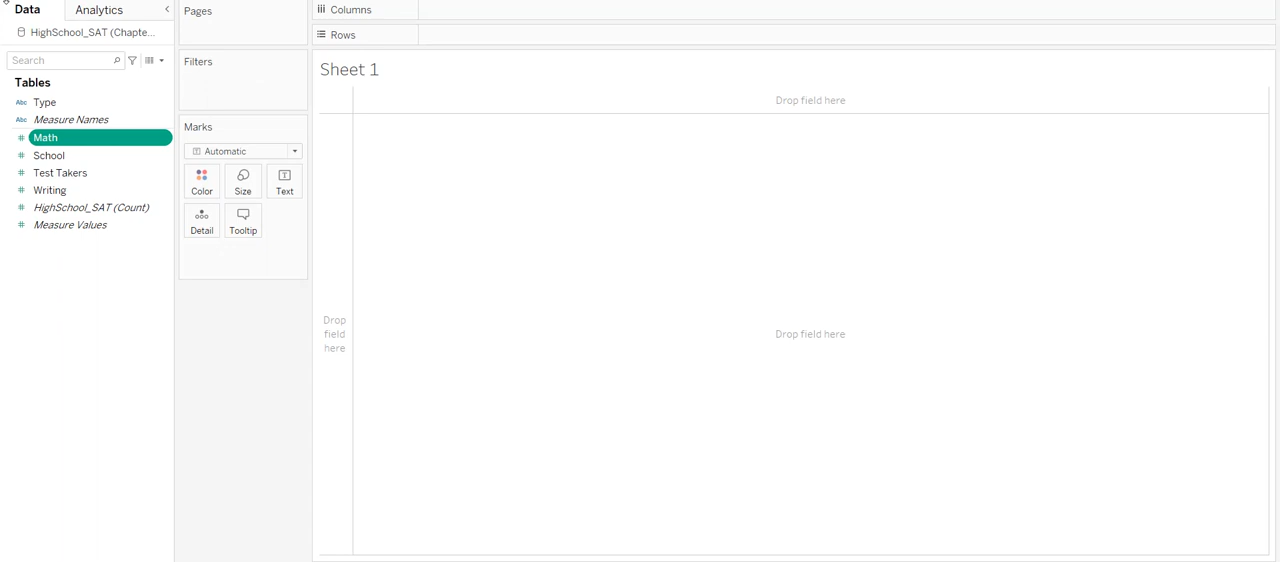 Data
Analytics
HighSchool_SAT (Chapte...
Search
Tables
Abc Type
Abc Measure Names
# Math
# School
# Test Takers
# Writing
# HighSchool_SAT (Count)
# Measure Values
Pages
Filters
Marks
Automatic
Color
Size
Text
Detail
Tooltip
Columns
Rows
Sheet 1
Drop field here
Drop
field
here
Drop field here